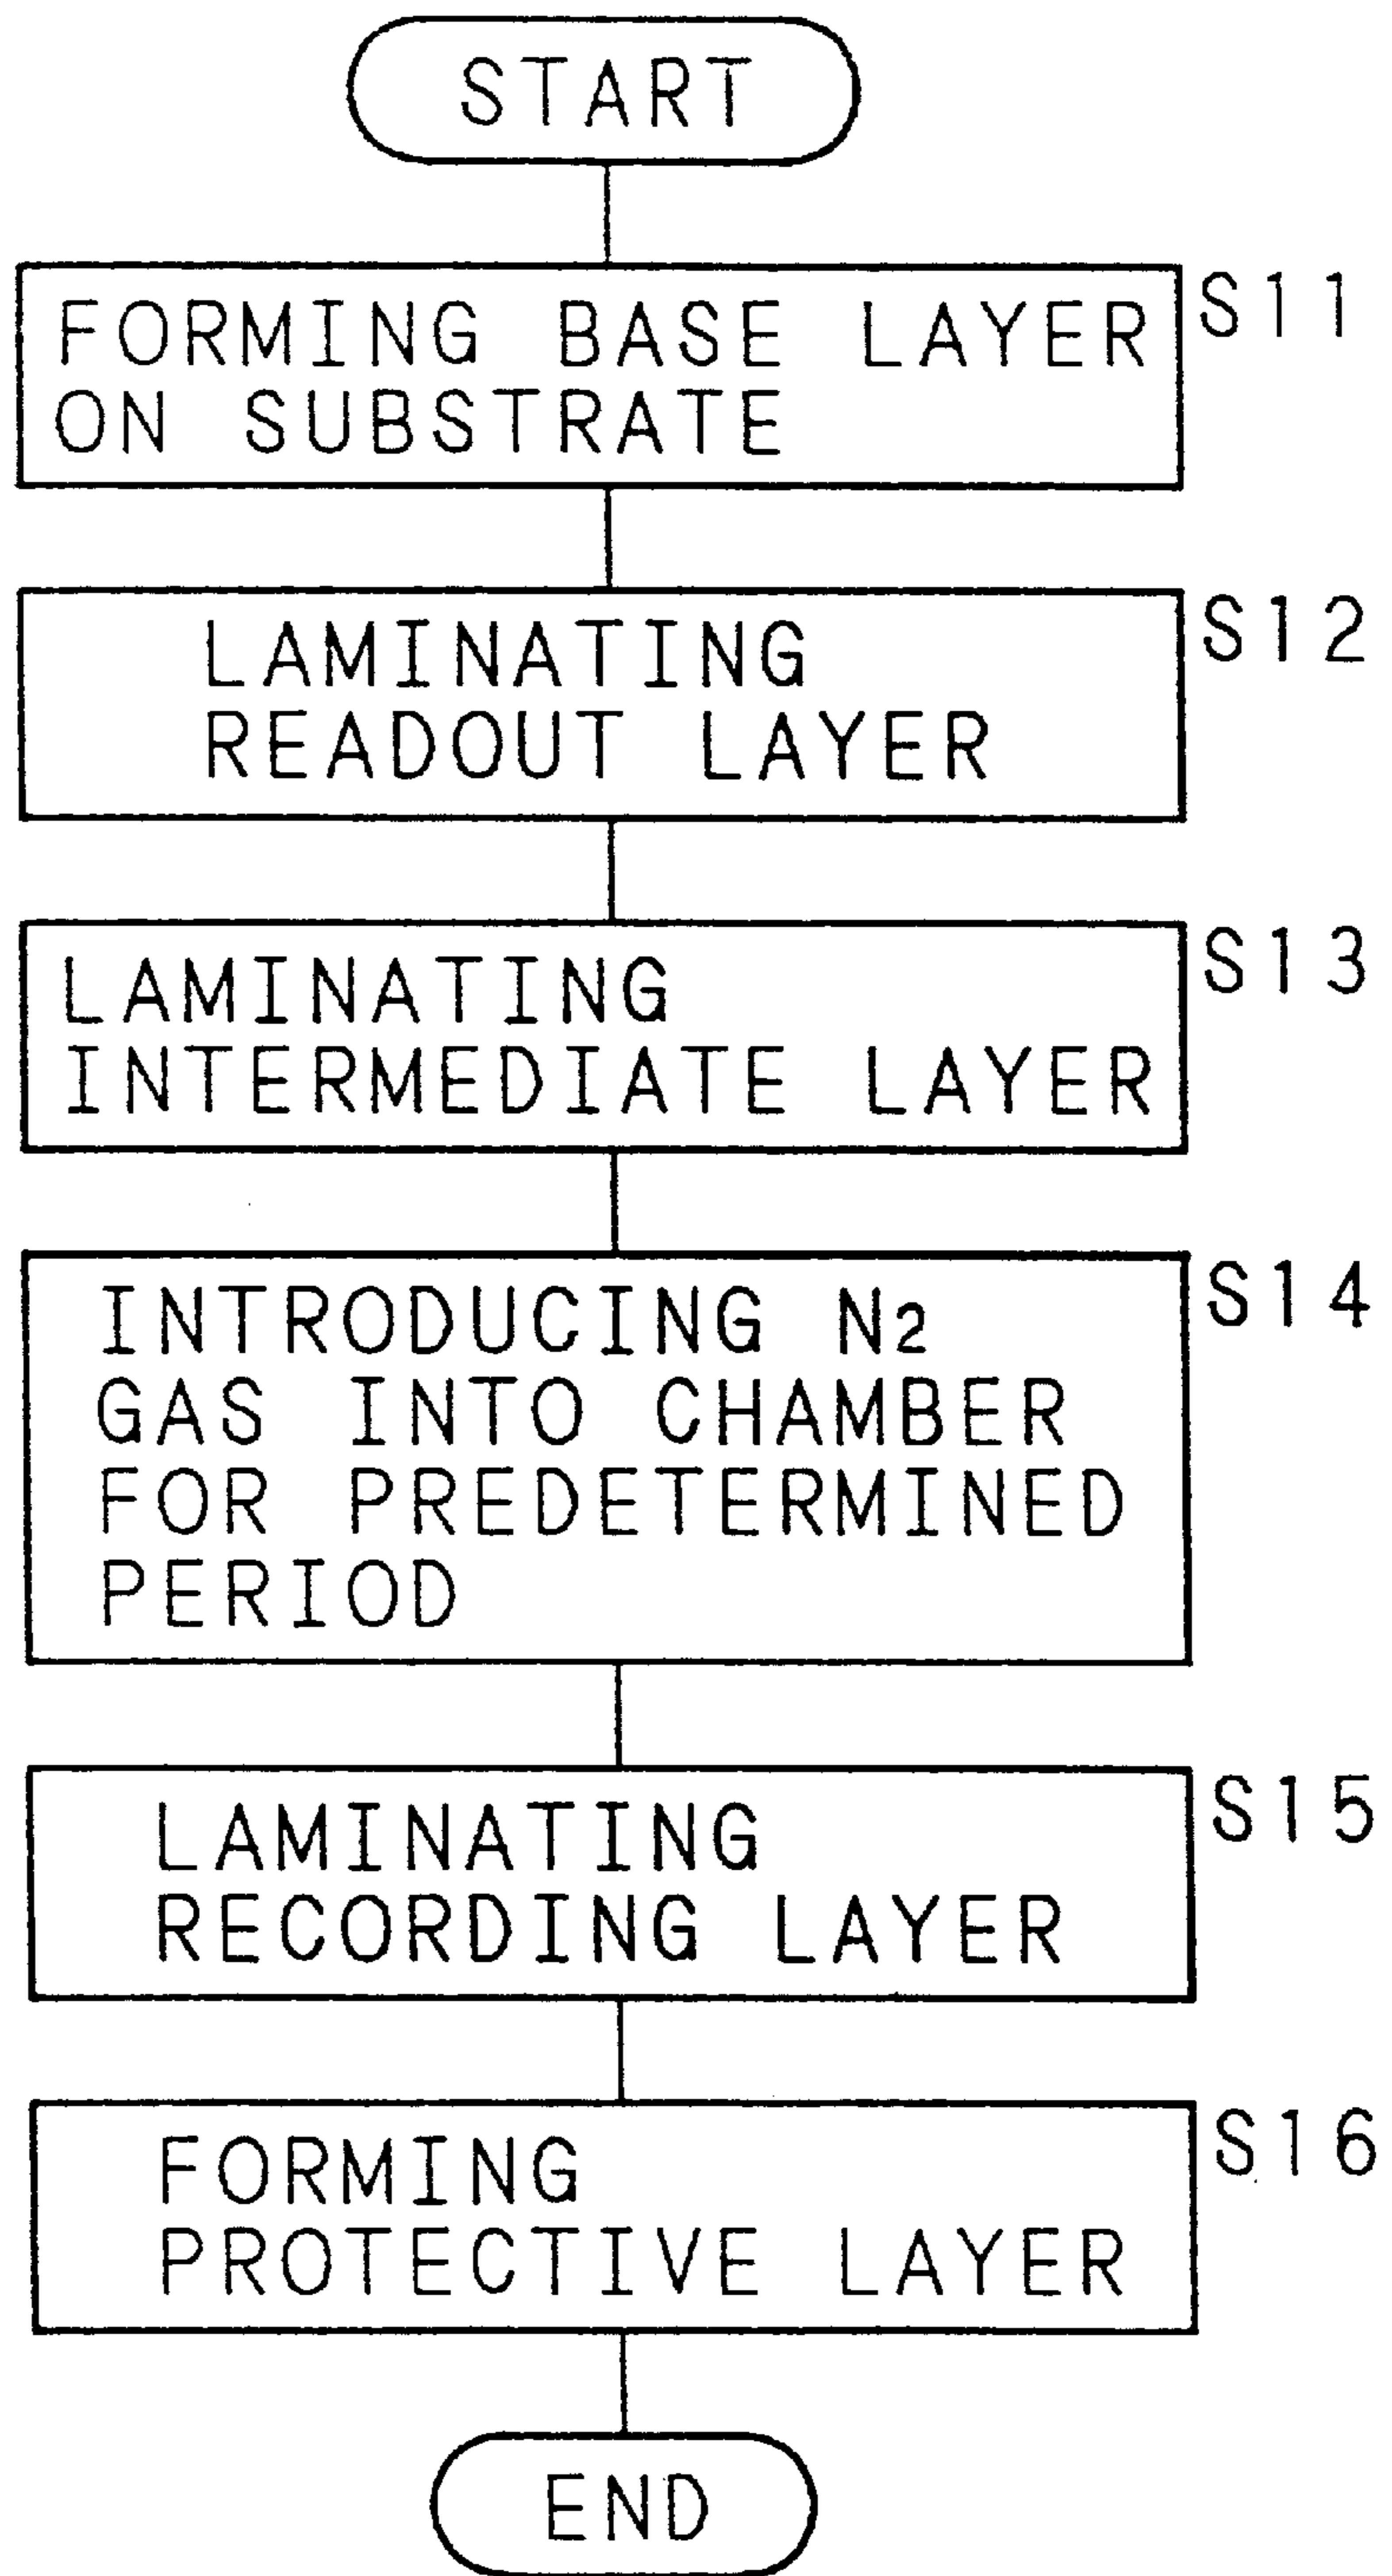 START
FORMING BASE LAYER
ON SUBSTRATE
S11
LAMINATING
READOUT LAYER
S12
LAMINATING
INTERMEDIATE LAYER
S13
INTRODUCING N2
GAS INTO CHAMBER
FOR PREDETERMINED
PERIOD
S14
LAMINATING
RECORDING LAYER
S15
FORMING
PROTECTIVE LAYER
S16
END